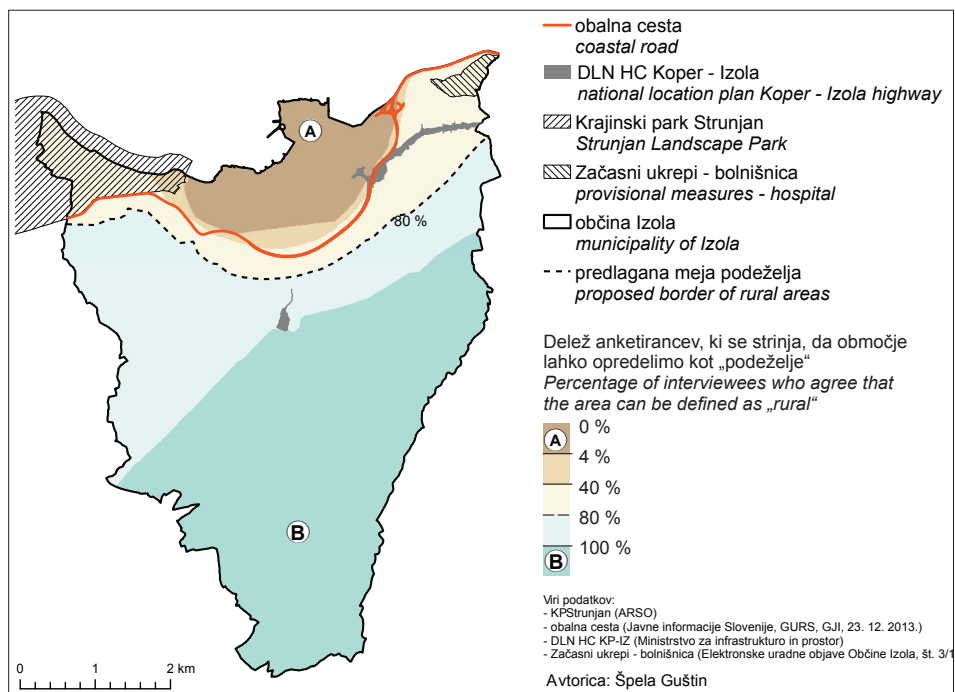 A
80 %
B
0 1 2 km
obalna cesta
coastal road
DLN HC Koper - Izola
national location plan Koper - Izola highway
Krajinski park Strunjan
Strunjan Landscape Park
Začasni ukrepi - bolnišnica
provisional measures - hospital
občina Izola
municipality of Izola
predlagana meja podeželja
proposed border of rural areas
Delež anketirancev, ki se strinja, da območje
lahko opredelimo kot „podeželje“
Percentage of interviewees who agree that
the area can be defined as „rural“
A 0 %
4 %
40 %
80 %
100 %
B
Viri podatkov:
- KPStrunjan (ARSO)
- obalna cesta (Javne informacije Slovenije, GURS, GJI, 23. 12. 2013.)
- DLN HC KP-IZ (Ministrstvo za infrastrukturo in prostor)
- Začasni ukrepi - bolnišnica (Elektronske uradne objave Občine Izola, št. 3/1
Avtorica: Špela Guštin